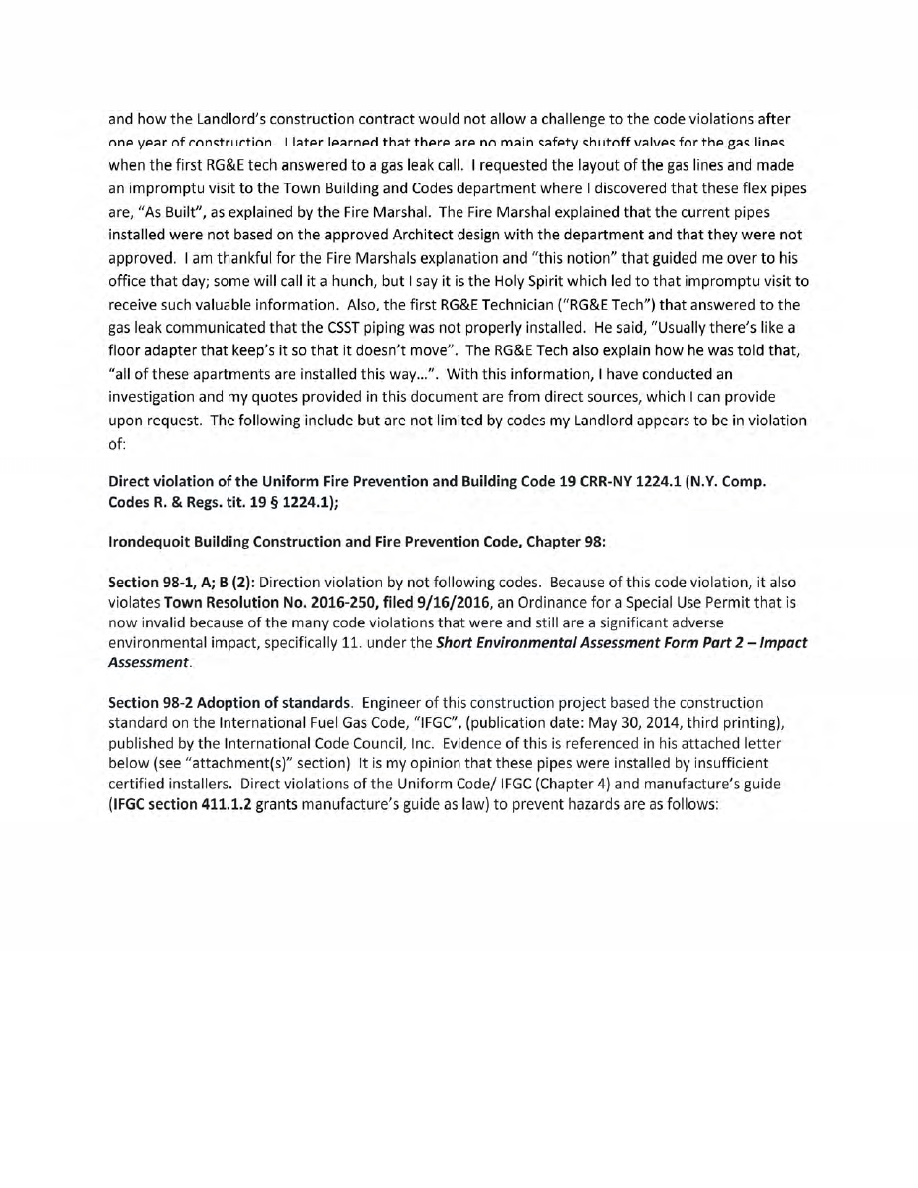 and how the Landlord's construction contract would not allow a challenge to the code violations after
one year of construction.  I later learned that there are no main safety shutoff valves for the gas lines
when the first RG&E tech answered to a gas leak call.  I requested the layout of the gas lines and made
an impromptu visit to the Town Building and Codes department where I discovered that these flex pipes
are, "As Built", as explained by the Fire Marshal.  The Fire Marshal explained that the current pipes
installed were not based on the approved Architect design with the department and that they were not
approved.  I am thankful for the Fire Marshals explanation and "this notion" that guided me over to his
office that day; some will call it a hunch, but I say it is the Holy Spirit which led to that impromptu visit to
receive such valuable information.  Also, the first RG&E Technician ("RG&E Tech") that answered to the
gas leak communicated that the CSST piping was not properly installed.  He said, "Usually there's like a
floor adapter that keep's it so that it doesn't move".  The RG&E Tech also explain how he was told that,
"all of these apartments are installed this way...".  With this information, I have conducted an
investigation and my quotes provided in this document are from direct sources, which I can provide
upon request.  The following include but are not limited by codes my Landlord appears to be in violation
of:
Direct violation of the Uniform Fire Prevention and Building Code 19 CRR-NY 1224.1 (N.Y. Comp.
Codes R. & Regs. tit. 19 § 1224.1);
Irondequoit Building Construction and Fire Prevention Code, Chapter 98:
Section 98-1, A; B (2): Direction violation by not following codes.  Because of this code violation, it also
violates Town Resolution No. 2016-250, filed 9/16/2016, an Ordinance for a Special Use Permit that is
now invalid because of the many code violations that were and still are a significant adverse
environmental impact, specifically 11. under the Short Environmental Assessment Form Part 2 – Impact
Assessment.
Section 98-2 Adoption of standards.  Engineer of this construction project based the construction
standard on the International Fuel Gas Code, "IFGC", (publication date: May 30, 2014, third printing),
published by the International Code Council, Inc.  Evidence of this is referenced in his attached letter
below (see "attachment(s)" section)  It is my opinion that these pipes were installed by insufficient
certified installers.  Direct violations of the Uniform Code/ IFGC (Chapter 4) and manufacture's guide
(IFGC section 411.1.2 grants manufacture's guide as law) to prevent hazards are as follows: